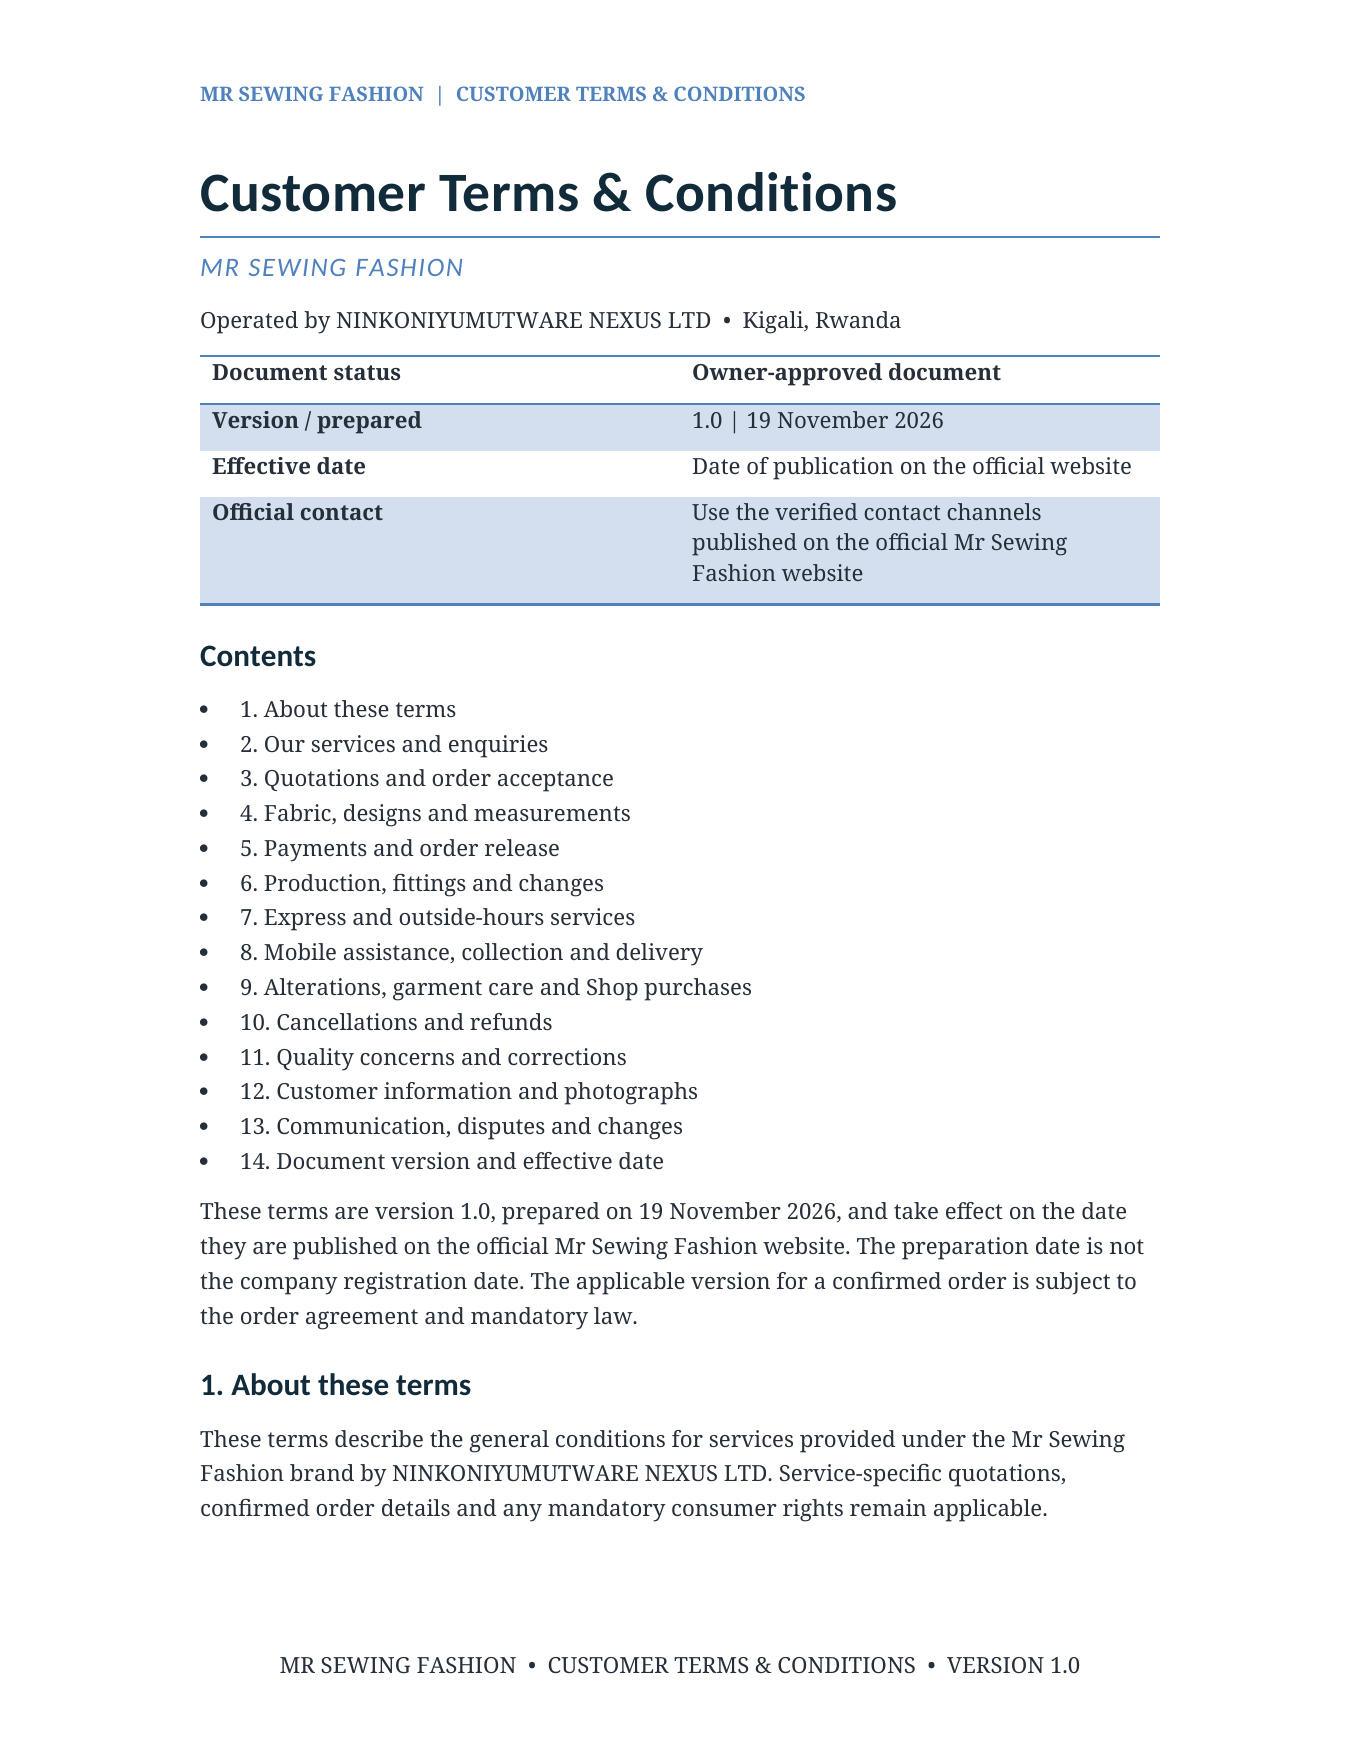 MR SEWING FASHION | CUSTOMER TERMS & CONDITIONS
Customer Terms & Conditions
MR SEWING FASHION
Operated by NINKONIYUMUTWARE NEXUS LTD • Kigali, Rwanda
Document status Owner-approved document
Version / prepared 1.0 | 19 November 2026
Effective date Date of publication on the official website
Official contact Use the verified contact channels
published on the official Mr Sewing
Fashion website
Contents
• 1. About these terms
• 2. Our services and enquiries
• 3. Quotations and order acceptance
• 4. Fabric, designs and measurements
• 5. Payments and order release
• 6. Production, fittings and changes
• 7. Express and outside-hours services
• 8. Mobile assistance, collection and delivery
• 9. Alterations, garment care and Shop purchases
• 10. Cancellations and refunds
• 11. Quality concerns and corrections
• 12. Customer information and photographs
• 13. Communication, disputes and changes
• 14. Document version and effective date
These terms are version 1.0, prepared on 19 November 2026, and take effect on the date
they are published on the official Mr Sewing Fashion website. The preparation date is not
the company registration date. The applicable version for a confirmed order is subject to
the order agreement and mandatory law.
1. About these terms
These terms describe the general conditions for services provided under the Mr Sewing
Fashion brand by NINKONIYUMUTWARE NEXUS LTD. Service-specific quotations,
confirmed order details and any mandatory consumer rights remain applicable.
MR SEWING FASHION • CUSTOMER TERMS & CONDITIONS • VERSION 1.0